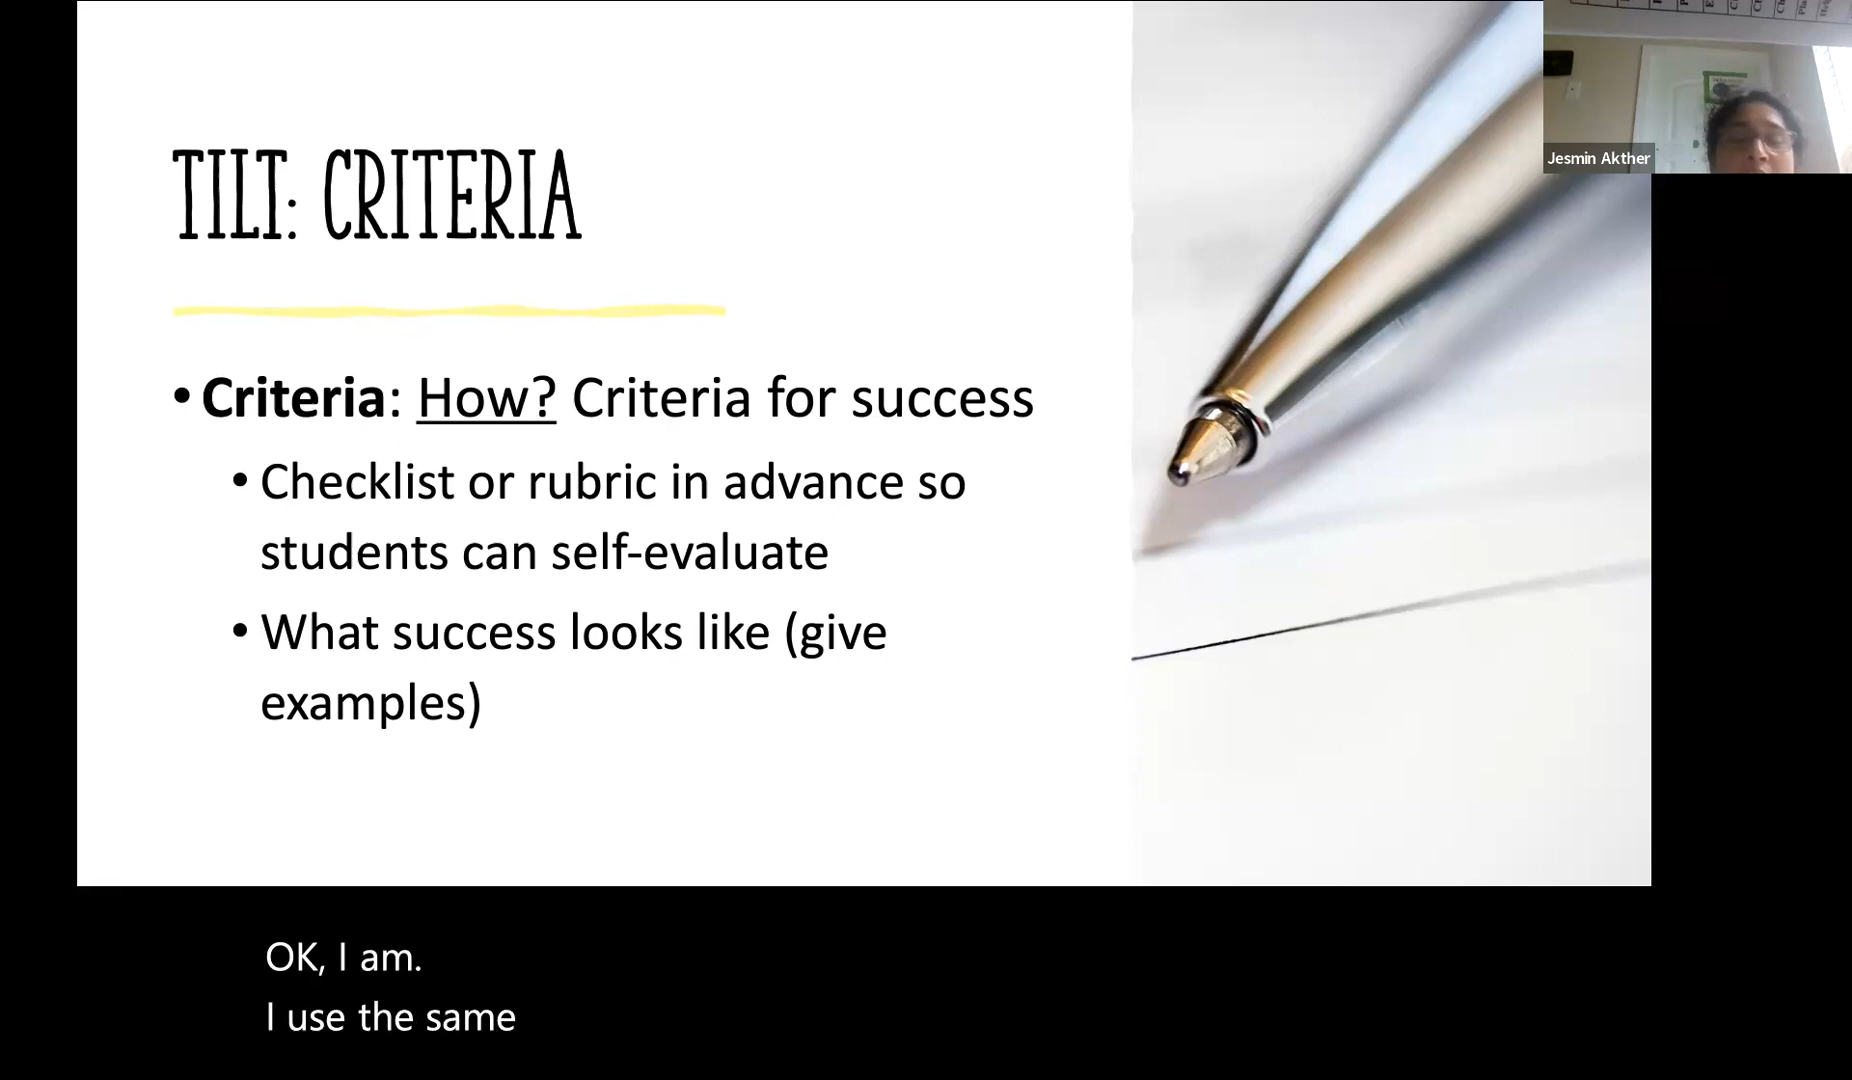 TILT: CRITERIA
• Criteria: How? Criteria for success
• Checklist or rubric in advance so
students can self-evaluate
• What success looks like (give
examples)
Jesmin Akther
OK, I am.
I use the same